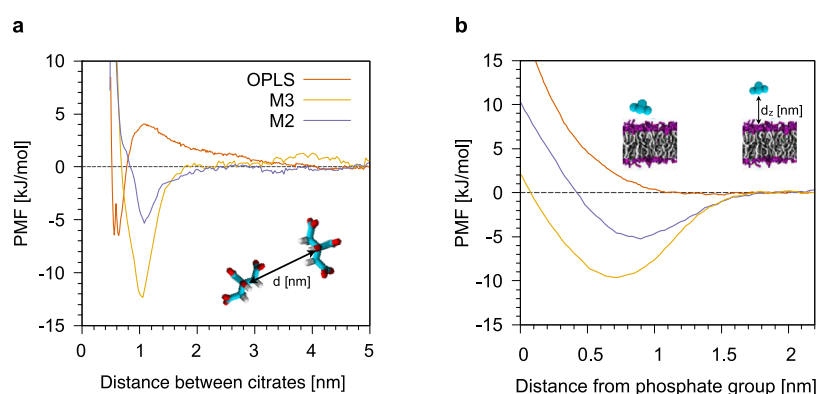 a
PMF [kJ/mol]
10
5
0
-5
-10
-15
OPLS
M3
M2
d [nm]
0 1 2 3 4 5
Distance between citrates [nm]
b
PMF [kJ/mol]
15
10
5
0
-5
-10
-15
dz [nm]
0 0.5 1 1.5 2
Distance from phosphate group [nm]